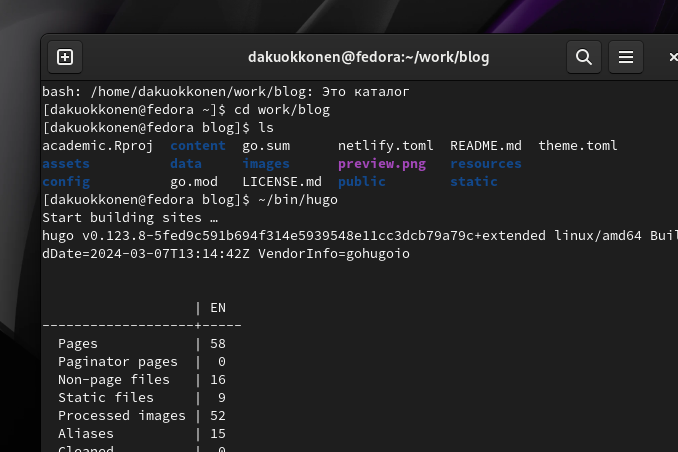 dakuokkonen@fedora:~/work/blog
bash: /home/dakuokkonen/work/blog: Это каталог
[dakuokkonen@fedora ~]$ cd work/blog
[dakuokkonen@fedora blog]$ ls
academic.Rproj  content  go.sum      netlify.toml  README.md  theme.toml
assets          data     images      preview.png   resources
config          go.mod   LICENSE.md  public        static
[dakuokkonen@fedora blog]$ ~/bin/hugo
Start building sites …
hugo v0.123.8-5fed9c591b694f314e5939548e11cc3dcb79a79c+extended linux/amd64 Buil
dDate=2024-03-07T13:14:42Z VendorInfo=gohugoio
                   | EN
-------------------+-----
  Pages            | 58
  Paginator pages  |  0
  Non-page files   | 16
  Static files     |  9
  Processed images | 52
  Aliases          | 15
  Cleaned          |  0